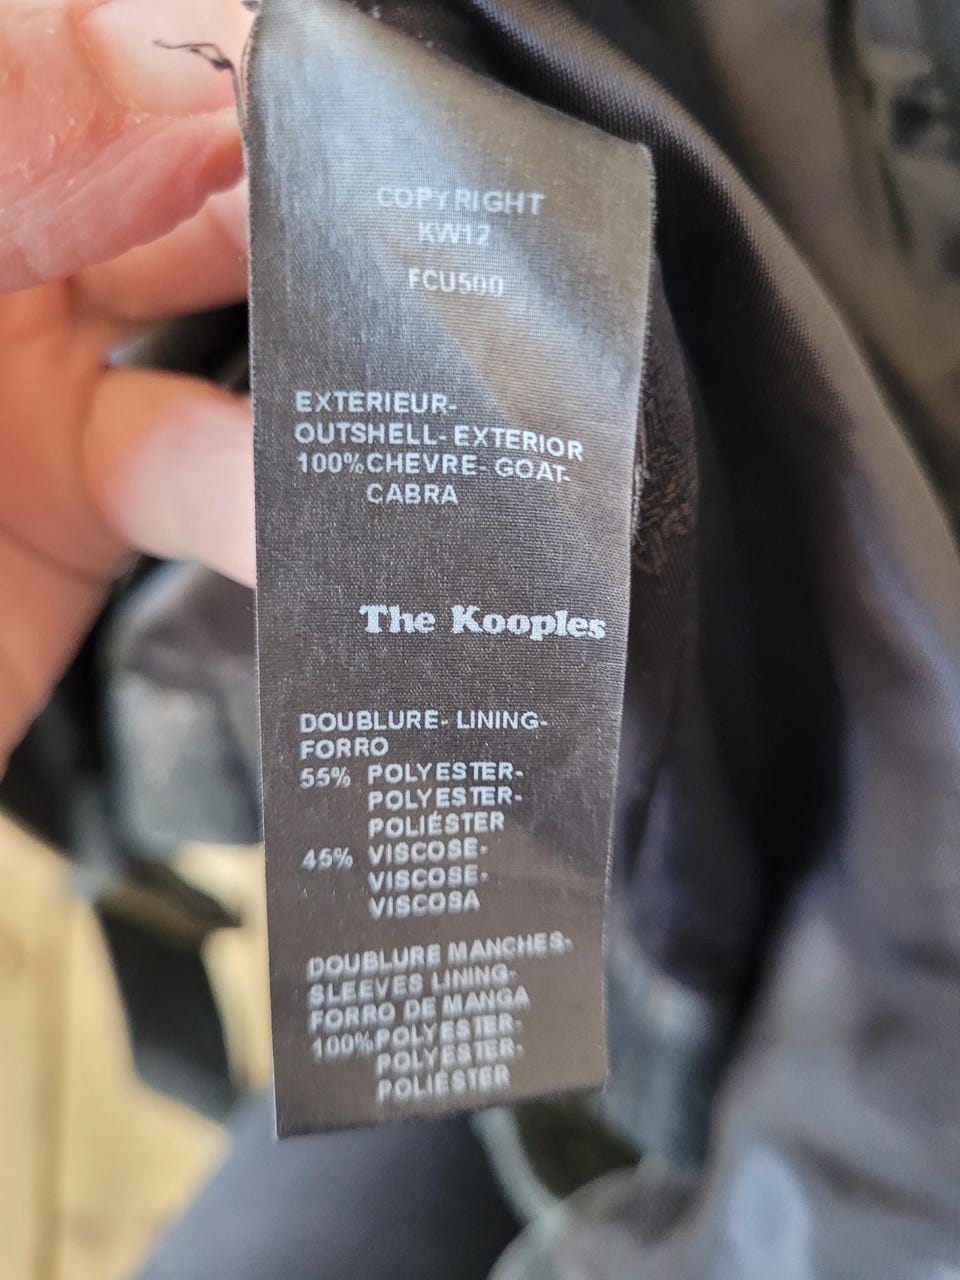 COPYRIGHT
KW12
FCU500
EXTERIEUR-
OUTSHELL- EXTERIOR
100%CHEVRE- GOAT-
CABRA
The Kooples
DOUBLURE- LINING-
FORRO
55% POLYESTER-
POLYESTER-
POLIÉSTER
45% VISCOSE-
VISCOSE-
VISCOSA
DOUBLURE MANCHES-
SLEEVES LINING-
FORRO DE MANGA
100%POLYESTER-
POLYESTER-
POLIÉSTER